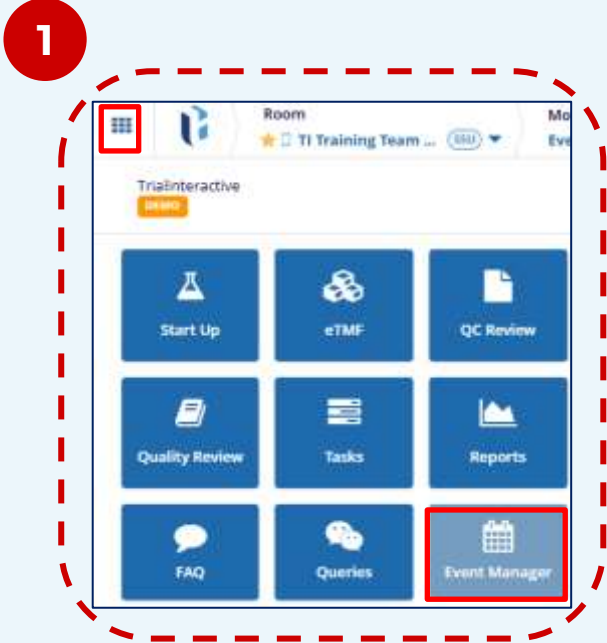 1
Room
Mo
TI Training Team ... SSU
Eve
TrialInteractive
DEMO
Start Up
eTMF
QC Review
Quality Review
Tasks
Reports
FAQ
Queries
Event Manager